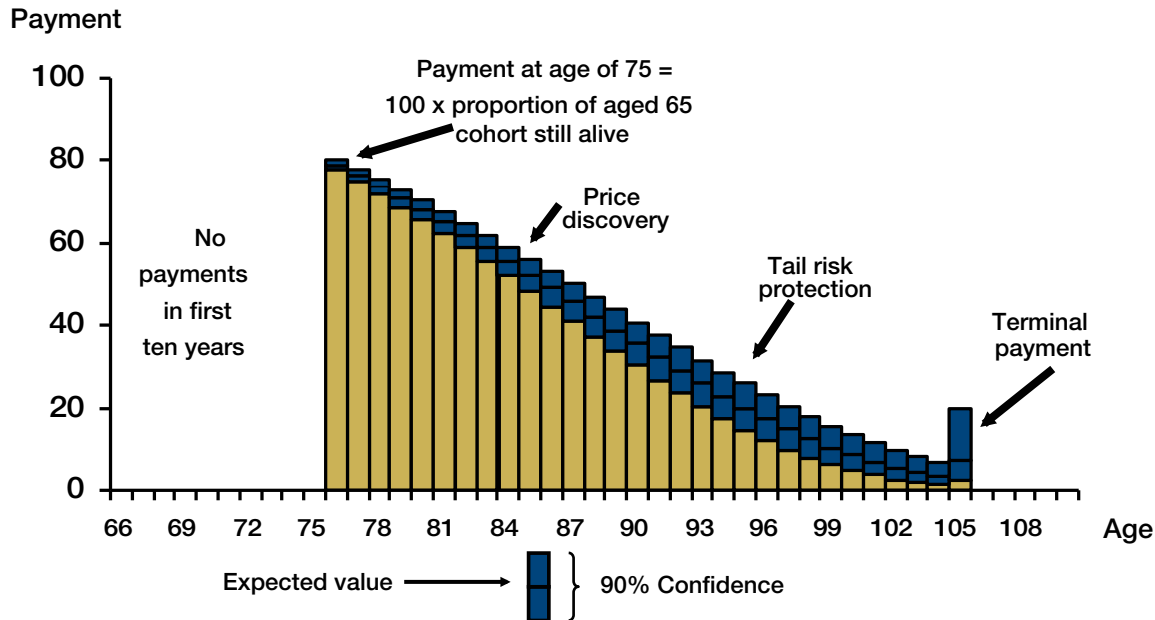 Payment
100
80
60
40
20
0
Payment at age of 75 =
100 x proportion of aged 65
cohort still alive
No
payments
in first
ten years
Price
discovery
Tail risk
protection
Terminal
payment
66 69 72 75 78 81 84 87 90 93 96 99 102 105 108 Age
Expected value
90% Confidence